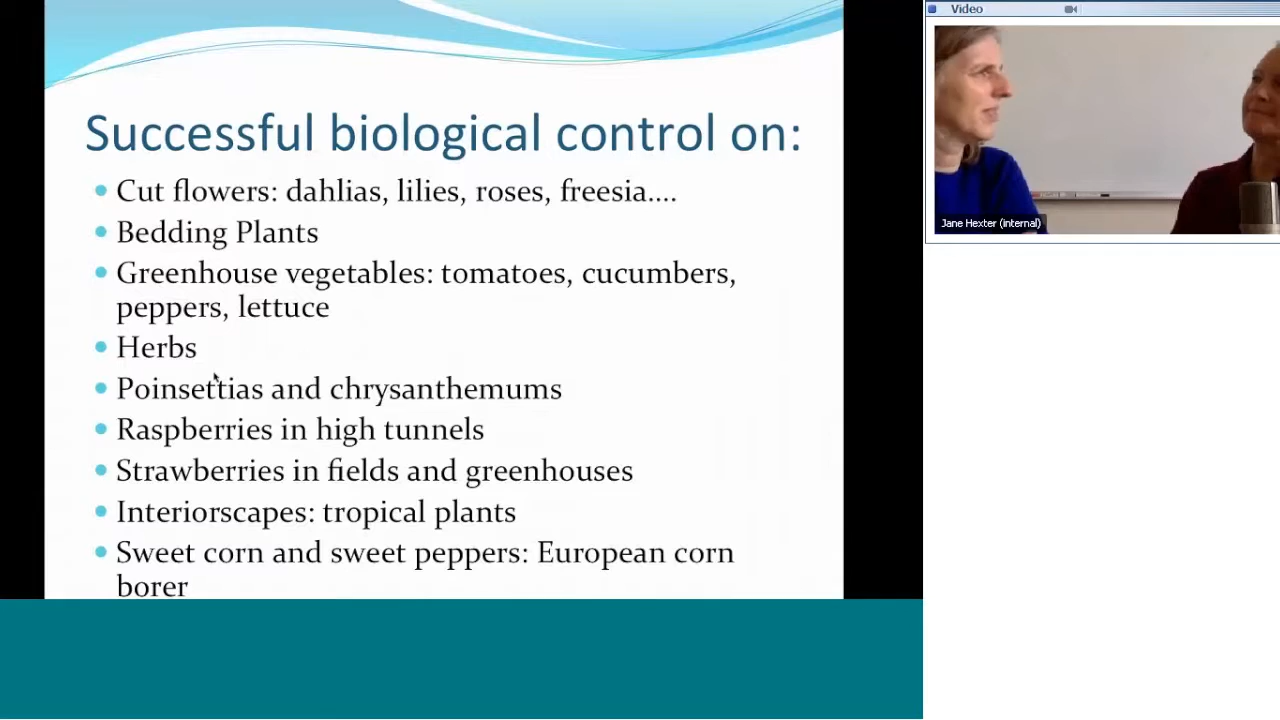 Successful biological control on:
Cut flowers: dahlias, lilies, roses, freesia....
Bedding Plants
Greenhouse vegetables: tomatoes, cucumbers,
peppers, lettuce
Herbs
Poinsettias and chrysanthemums
Raspberries in high tunnels
Strawberries in fields and greenhouses
Interiorscapes: tropical plants
Sweet corn and sweet peppers: European corn
borer
Video
Jane Hexter (internal)